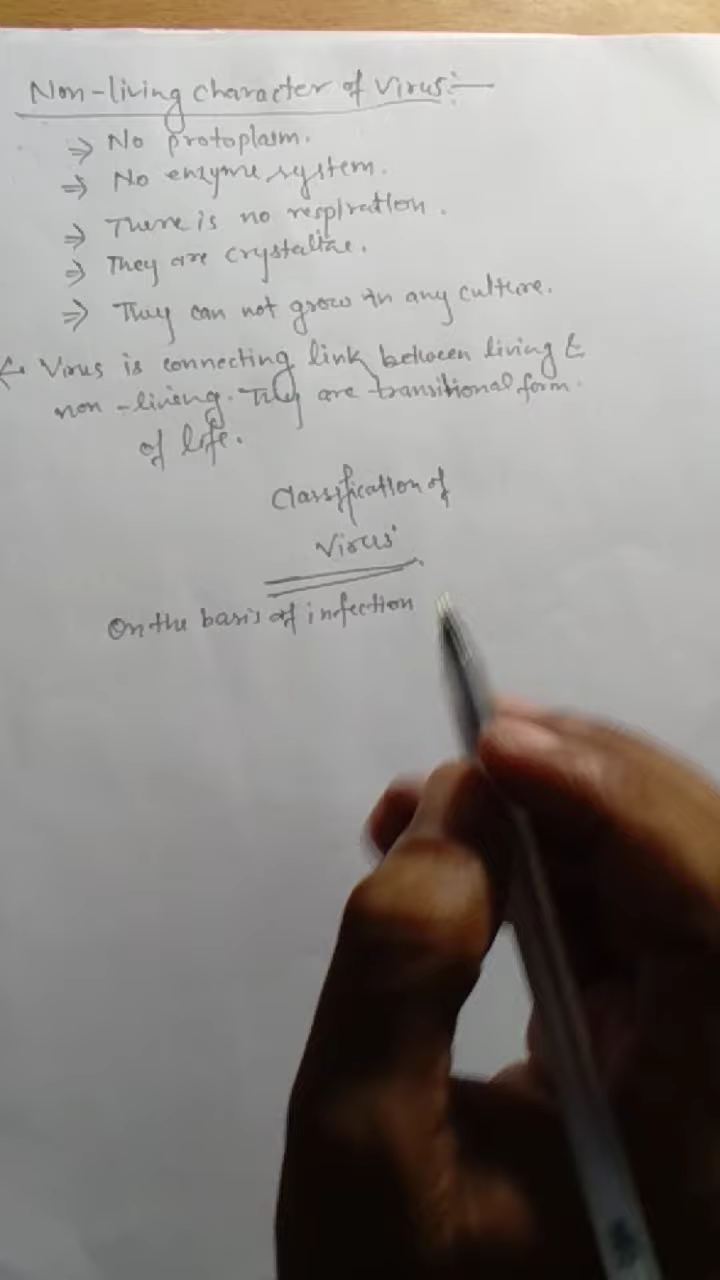 Non-living character of Virus:—
⇒ No protoplasm.
⇒ No enzyme system.
⇒ There is no respiration.
⇒ They are crystallae.
⇒ They can not grow in any culture.
Virus is connecting link between living &
non-living. They are transitional form.
of life.
Classification of
Virus
On the basis of infection